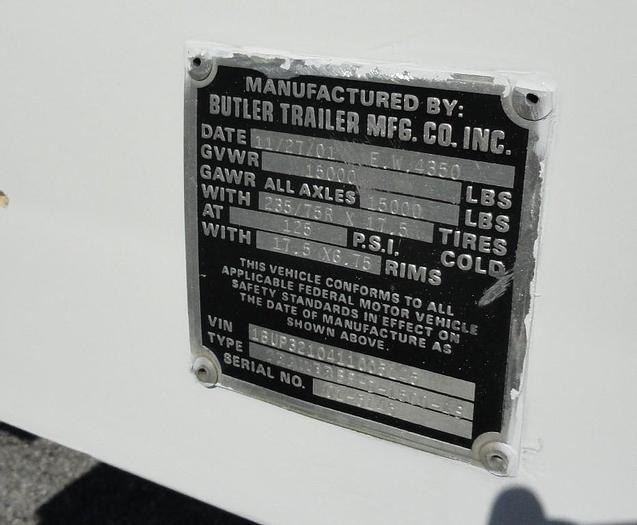 MANUFACTURED BY:
BUTLER TRAILER MFG. CO. INC.
DATE 11/27/01 E.W. 4350
GVWR 15000 LBS
GAWR ALL AXLES 15000 LBS
WITH 235/75R X 17.5 TIRES
AT 125 P.S.I. COLD
WITH 17.5 X6.75 RIMS
THIS VEHICLE CONFORMS TO ALL
APPLICABLE FEDERAL MOTOR VEHICLE
SAFETY STANDARDS IN EFFECT ON
THE DATE OF MANUFACTURE AS
SHOWN ABOVE.
VIN
TYPE
SERIAL NO.